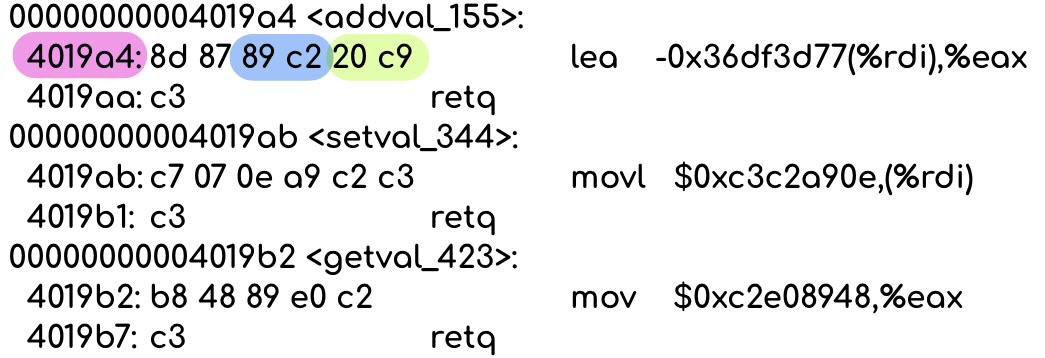 00000000004019a4 <addval_155>:
4019a4: 8d 87 89 c2 20 c9 lea -0x36df3d77(%rdi),%eax
4019aa: c3 retq
00000000004019ab <setval_344>:
4019ab: c7 07 0e a9 c2 c3 movl $0xc3c2a90e,(%rdi)
4019b1: c3 retq
00000000004019b2 <getval_423>:
4019b2: b8 48 89 e0 c2 mov $0xc2e08948,%eax
4019b7: c3 retq